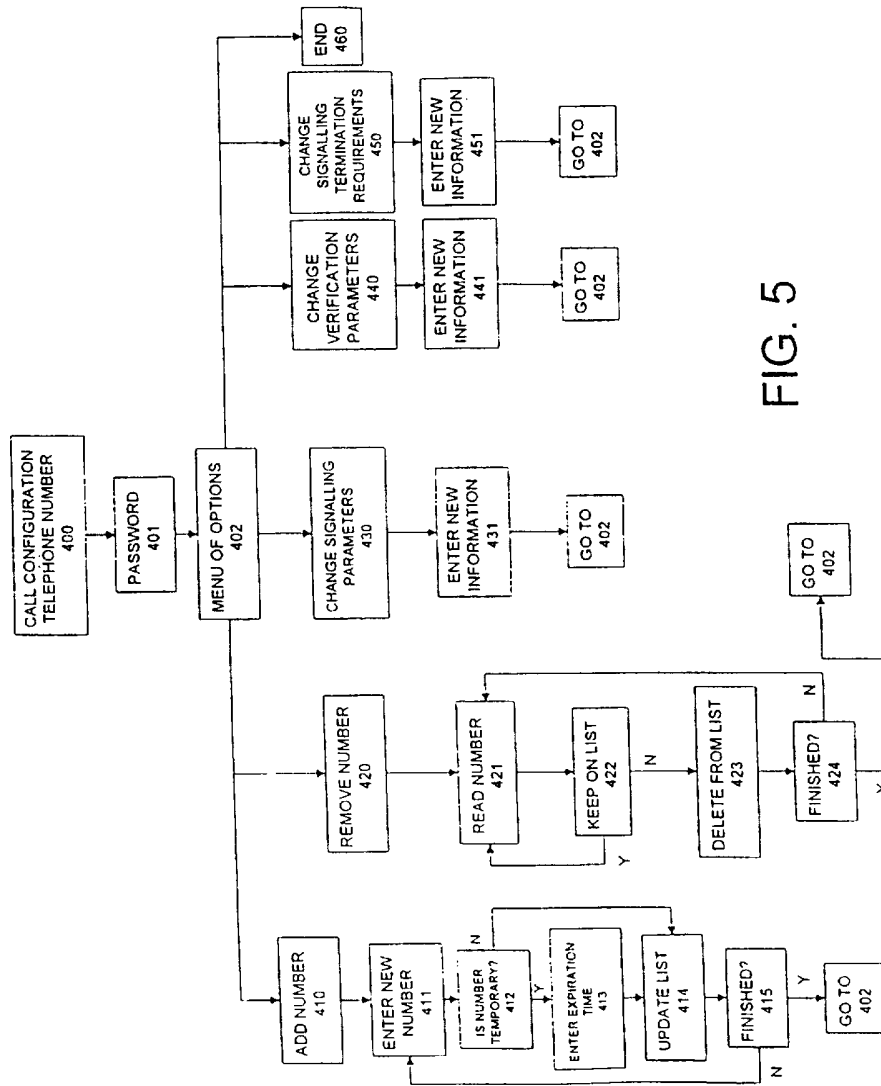 CALL CONFIGURATION
TELEPHONE NUMBER
400
PASSWORD
401
MENU OF OPTIONS
402
ADD NUMBER
410
ENTER NEW
NUMBER
411
IS NUMBER
TEMPORARY?
412
N
Y
ENTER EXPIRATION
TIME
413
UPDATE LIST
414
FINISHED?
415
N
Y
GO TO
402
REMOVE NUMBER
420
READ NUMBER
421
KEEP ON LIST
422
Y
N
DELETE FROM LIST
423
FINISHED?
424
N
Y
GO TO
402
CHANGE SIGNALLING
PARAMETERS
430
ENTER NEW
INFORMATION
431
GO TO
402
CHANGE
VERIFICATION
PARAMETERS
440
ENTER NEW
INFORMATION
441
GO TO
402
CHANGE
SIGNALLING
TERMINATION
REQUIREMENTS
450
ENTER NEW
INFORMATION
451
GO TO
402
END
460
FIG. 5